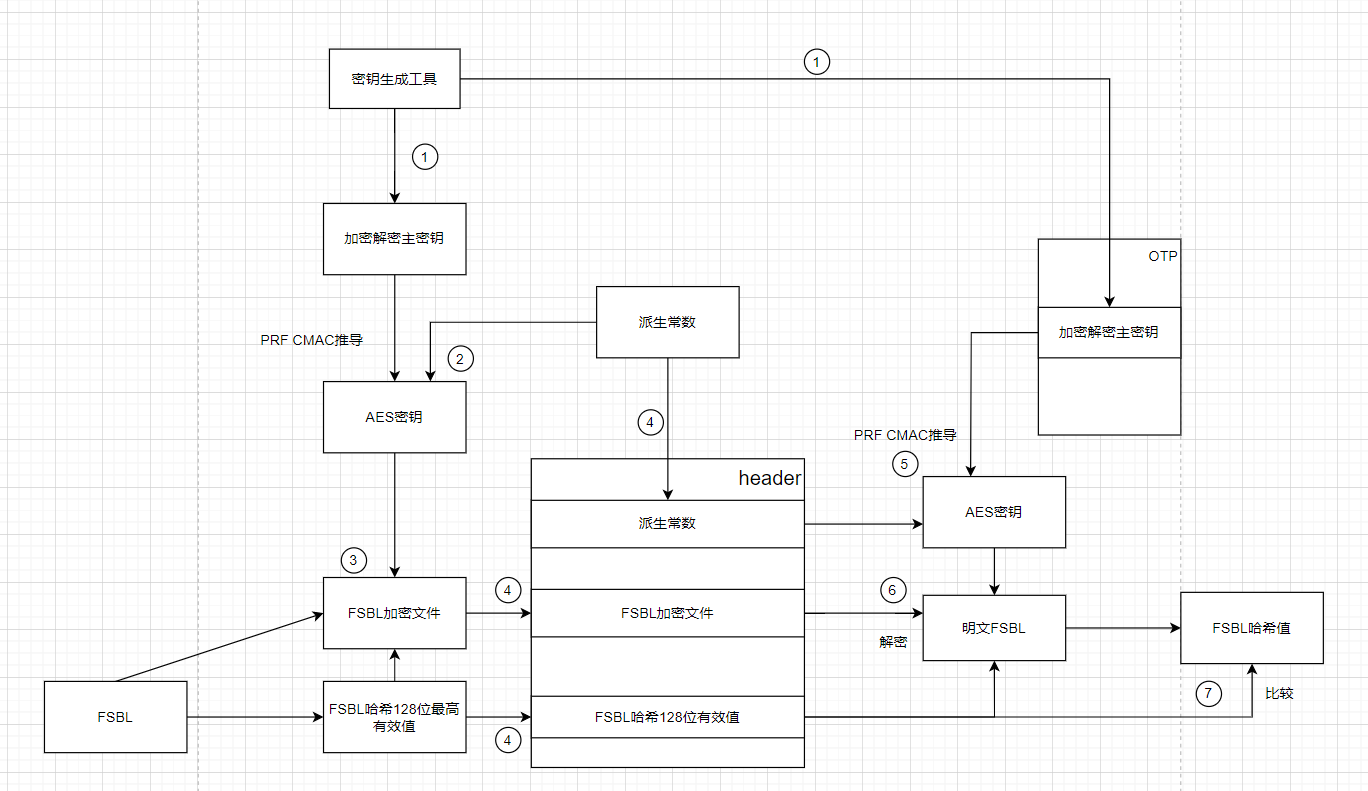 密钥生成工具
1
1
加密解密主密钥
OTP
派生常数
加密解密主密钥
PRF CMAC推导
2
AES密钥
4
PRF CMAC推导
5
header
AES密钥
派生常数
3
4
6
FSBL加密文件
FSBL加密文件
解密
明文FSBL
FSBL哈希值
FSBL
FSBL哈希128位最高
有效值
4
FSBL哈希128位有效值
7
比较